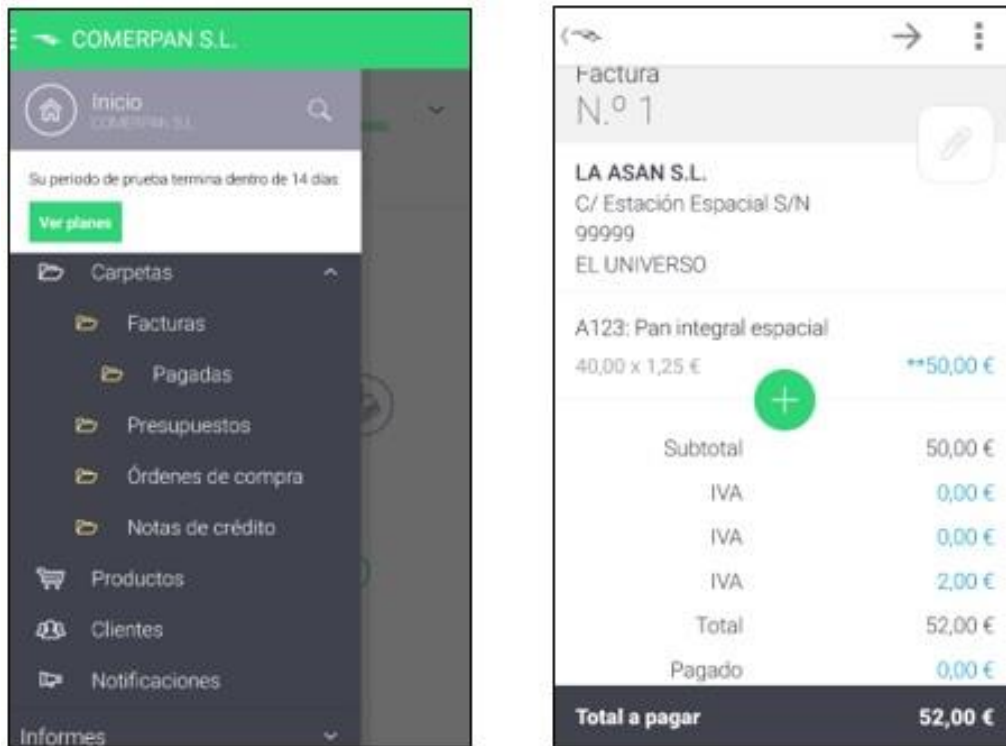 COMERPAN S.L.
Inicio
COMERPAN S.L.
Su periodo de prueba termina dentro de 14 días
Ver planes
Carpetas
Facturas
Pagadas
Presupuestos
Órdenes de compra
Notas de crédito
Productos
Clientes
Notificaciones
Informes
Factura
N.º 1
LA ASAN S.L.
C/ Estación Espacial S/N
99999
EL UNIVERSO
A123: Pan integral espacial
40,00 x 1,25 € **50,00 €
Subtotal 50,00 €
IVA 0,00 €
IVA 0,00 €
IVA 2,00 €
Total 52,00 €
Pagado 0,00 €
Total a pagar 52,00 €